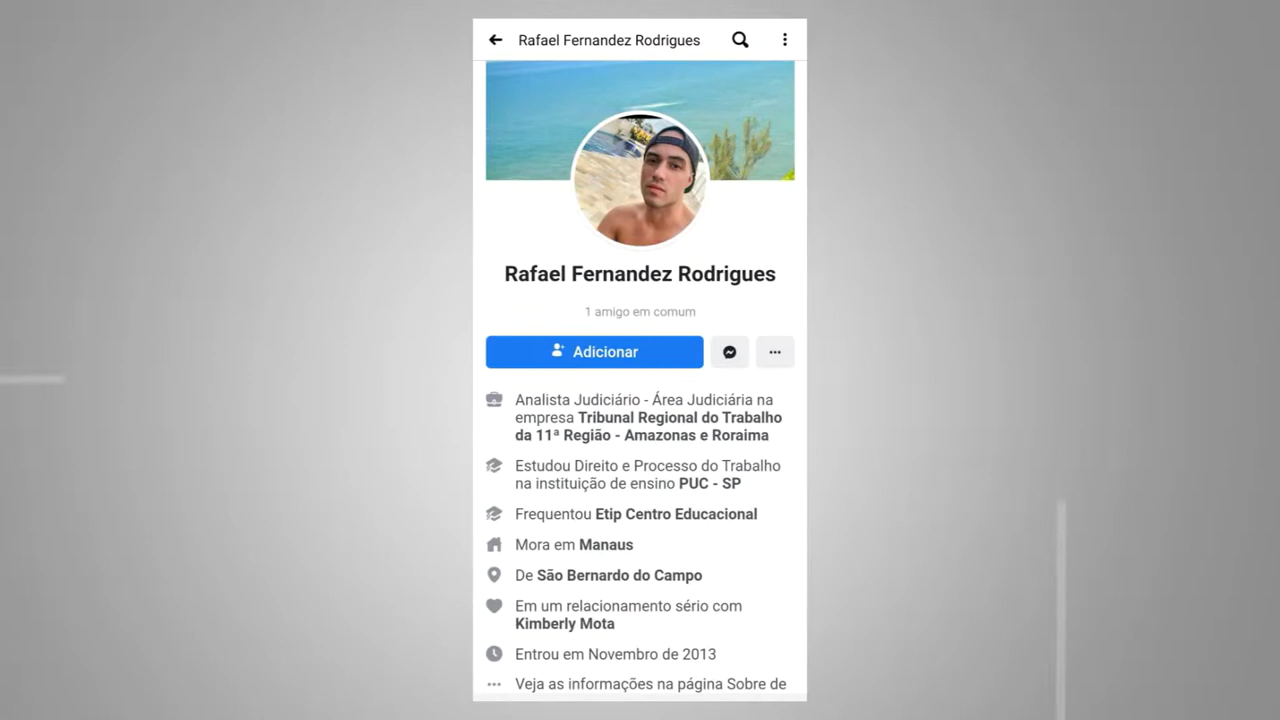 Rafael Fernandez Rodrigues
Rafael Fernandez Rodrigues
1 amigo em comum
Adicionar
Analista Judiciário - Área Judiciária na
empresa Tribunal Regional do Trabalho
da 11ª Região - Amazonas e Roraima
Estudou Direito e Processo do Trabalho
na instituição de ensino PUC - SP
Frequentou Etip Centro Educacional
Mora em Manaus
De São Bernardo do Campo
Em um relacionamento sério com
Kimberly Mota
Entrou em Novembro de 2013
Veja as informações na página Sobre de